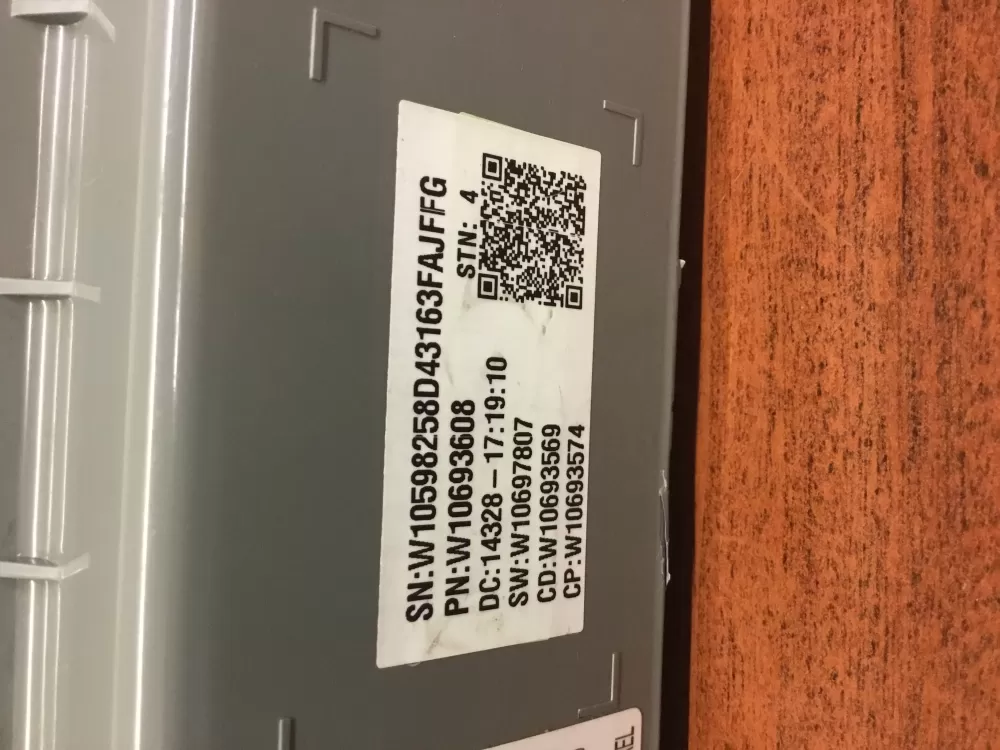 SN:W10598258D43163FAJFFG
PN:W10693608 STN: 4
DC:14328 – 17:19:10
SW:W10697807
CD:W10693569
CP:W10693574